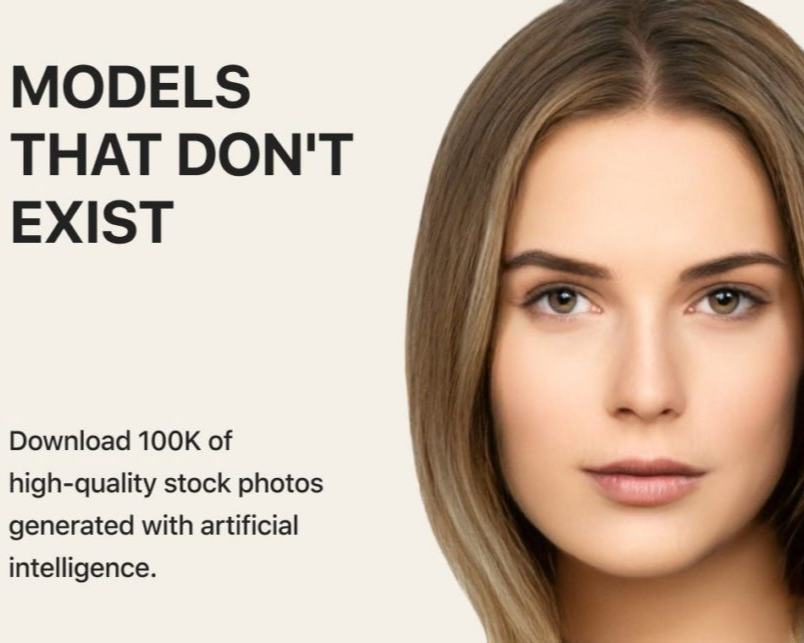 MODELS
THAT DON'T
EXIST
Download 100K of
high-quality stock photos
generated with artificial
intelligence.